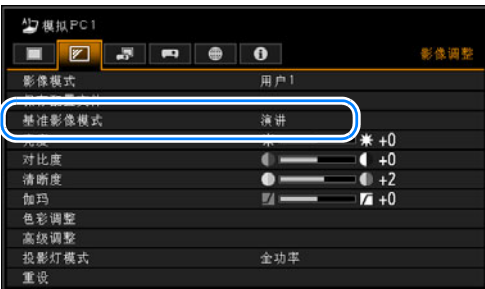 模拟PC1
影像调整
影像模式 用户1
基准影像模式 演讲
亮度 +0
对比度 +0
清晰度 +2
伽玛 +0
色彩调整
高级调整
投影灯模式 全功率
重设